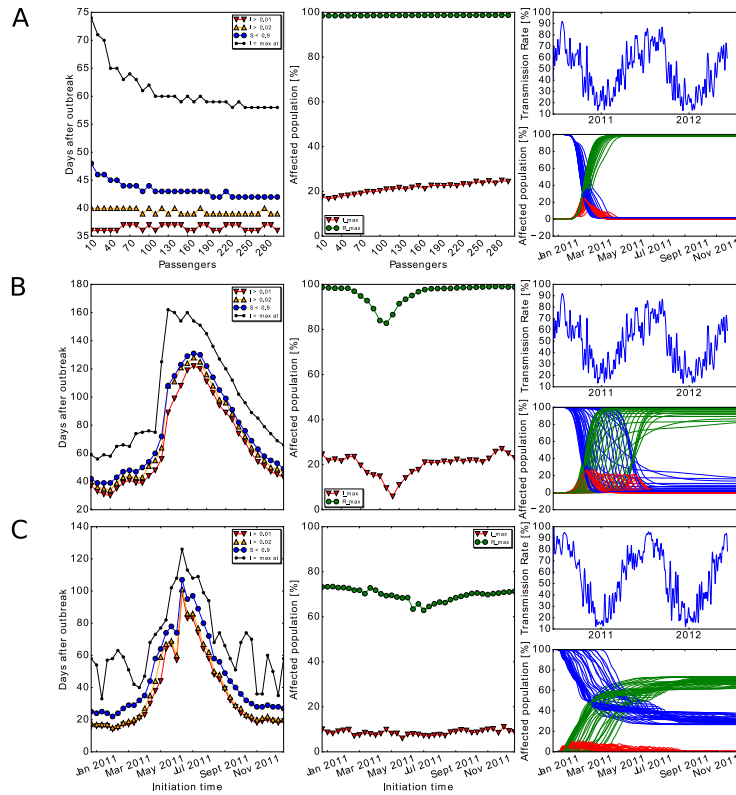 A
75
70
65
60
55
50
45
40
35
Days after outbreak
I > 0.01
I > 0.02
S < 0.9
I = max at
10
40
70
100
130
160
190
220
250
280
Passengers
100
80
60
40
20
0
Affected population [%]
I_max
R_max
10
40
70
100
130
160
190
220
250
280
Passengers
100
90
80
70
60
50
40
30
20
10
Transmission Rate [%]
2011
2012
100
80
60
40
20
0
−20
Affected population [%]
Jan 2011
Mar 2011
May 2011
Jul 2011
Sept 2011
Nov 2011
B
180
160
140
120
100
80
60
40
20
Days after outbreak
I > 0.01
I > 0.02
S < 0.9
I = max at
100
80
60
40
20
0
Affected population [%]
I_max
R_max
100
90
80
70
60
50
40
30
20
10
Transmission Rate [%]
2011
2012
100
80
60
40
20
0
−20
Affected population [%]
C
140
120
100
80
60
40
20
0
Days after outbreak
I > 0.01
I > 0.02
S < 0.9
I = max at
Jan 2011
Mar 2011
May 2011
Jul 2011
Sept 2011
Nov 2011
Initiation time
100
80
60
40
20
0
Affected population [%]
I_max
R_max
Jan 2011
Mar 2011
May 2011
Jul 2011
Sept 2011
Nov 2011
Initiation time
100
90
80
70
60
50
40
30
20
10
Transmission Rate [%]
2011
2012
100
80
60
40
20
0
Affected population [%]
Jan 2011
Mar 2011
May 2011
Jul 2011
Sept 2011
Nov 2011